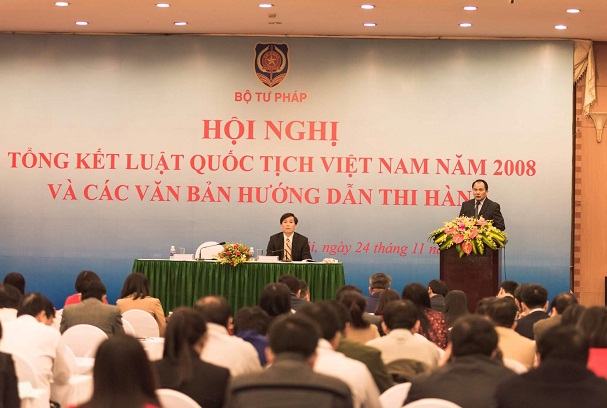 BỘ TƯ PHÁP
HỘI NGHỊ
TỔNG KẾT LUẬT QUỐC TỊCH VIỆT NAM NĂM 2008
VÀ CÁC VĂN BẢN HƯỚNG DẪN THI HÀN
ngày 24 tháng 11